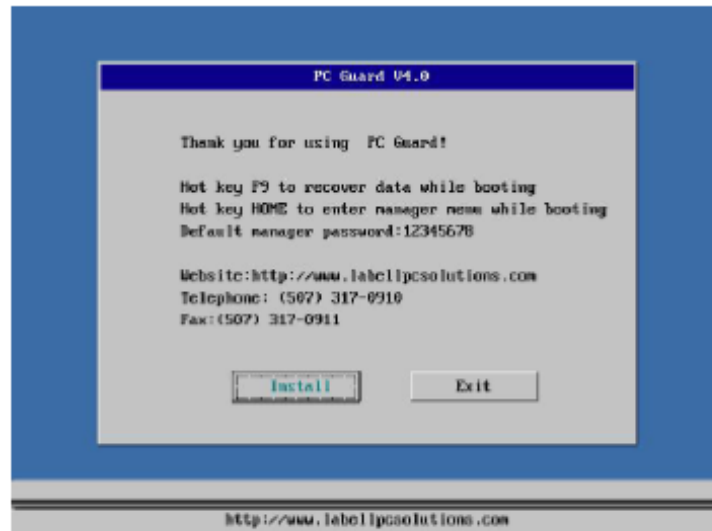 PC Guard V4.0
Thank you for using PC Guard!
Hot key F9 to recover data while booting
Hot key HOME to enter manager menu while booting
Default manager password:12345678
Website:http://www.labellpcsolutions.com
Telephone: (507) 317-0910
Fax:(507) 317-0911
Install Exit
http://www.labellpcsolutions.com